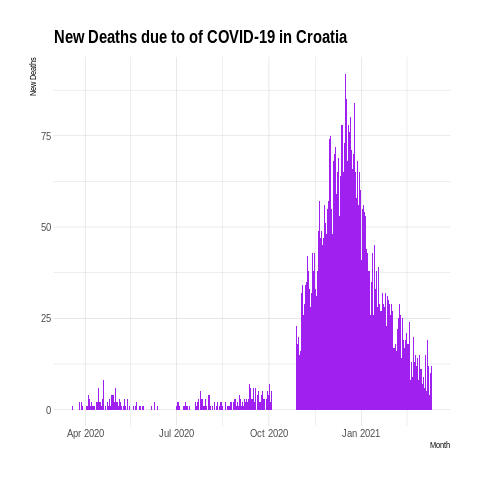 New Deaths due to of COVID-19 in Croatia
New Deaths
75
50
25
0
Apr 2020 Jul 2020 Oct 2020 Jan 2021
Month